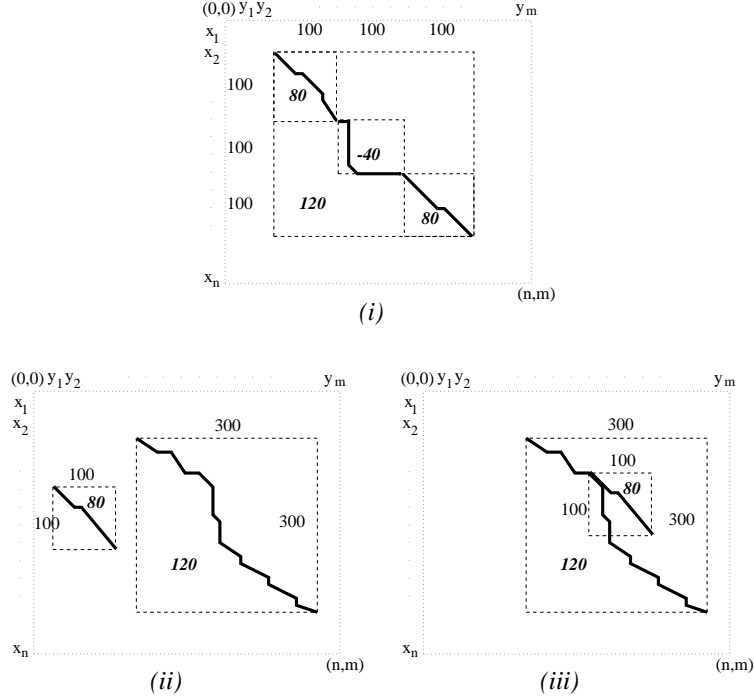 (0,0) y1 y2 ym
100 100 100
x1
x2
100
80
100
-40
100
120
80
xn
(n,m)
(i)
(0,0) y1 y2 ym
x1
x2
300
100
80
100
300
120
xn
(n,m)
(ii)
(0,0) y1 y2 ym
x1
x2
300
100
80
100
300
120
xn
(n,m)
(iii)